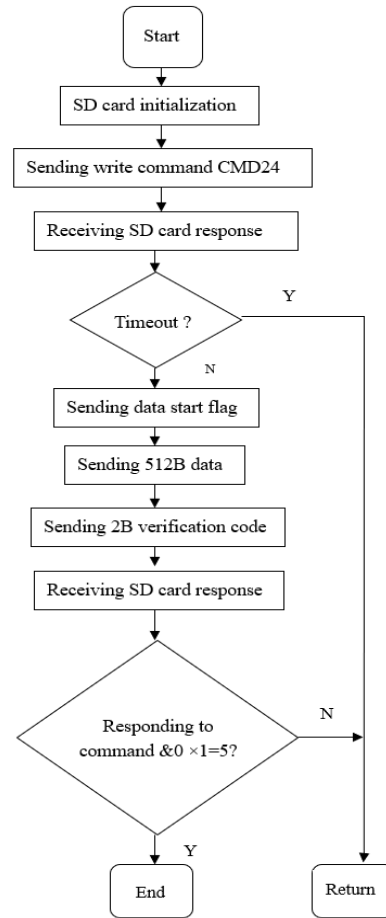 Start
SD card initialization
Sending write command CMD24
Receiving SD card response
Timeout ?
Y
N
Sending data start flag
Sending 512B data
Sending 2B verification code
Receiving SD card response
Responding to
command &0 ×1=5?
N
Y
End
Return